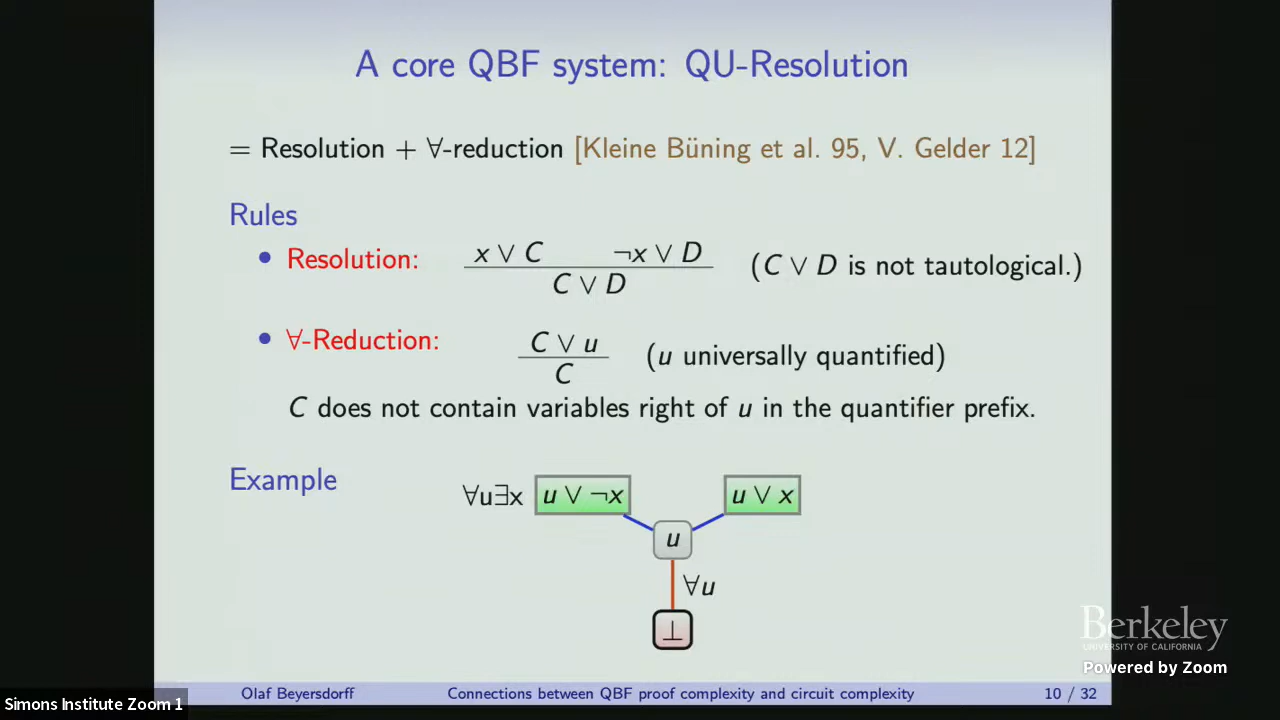 A core QBF system: QU-Resolution
= Resolution + ∀-reduction [Kleine Büning et al. 95, V. Gelder 12]
Rules
• Resolution: x ∨ C ¬x ∨ D (C ∨ D is not tautological.)
C ∨ D
• ∀-Reduction: C ∨ u (u universally quantified)
C
C does not contain variables right of u in the quantifier prefix.
Example
∀u∃x u ∨ ¬x u ∨ x
u
∀u
⊥
Berkeley
UNIVERSITY OF CALIFORNIA
Powered by Zoom
Olaf Beyersdorff Connections between QBF proof complexity and circuit complexity 10 / 32
Simons Institute Zoom 1